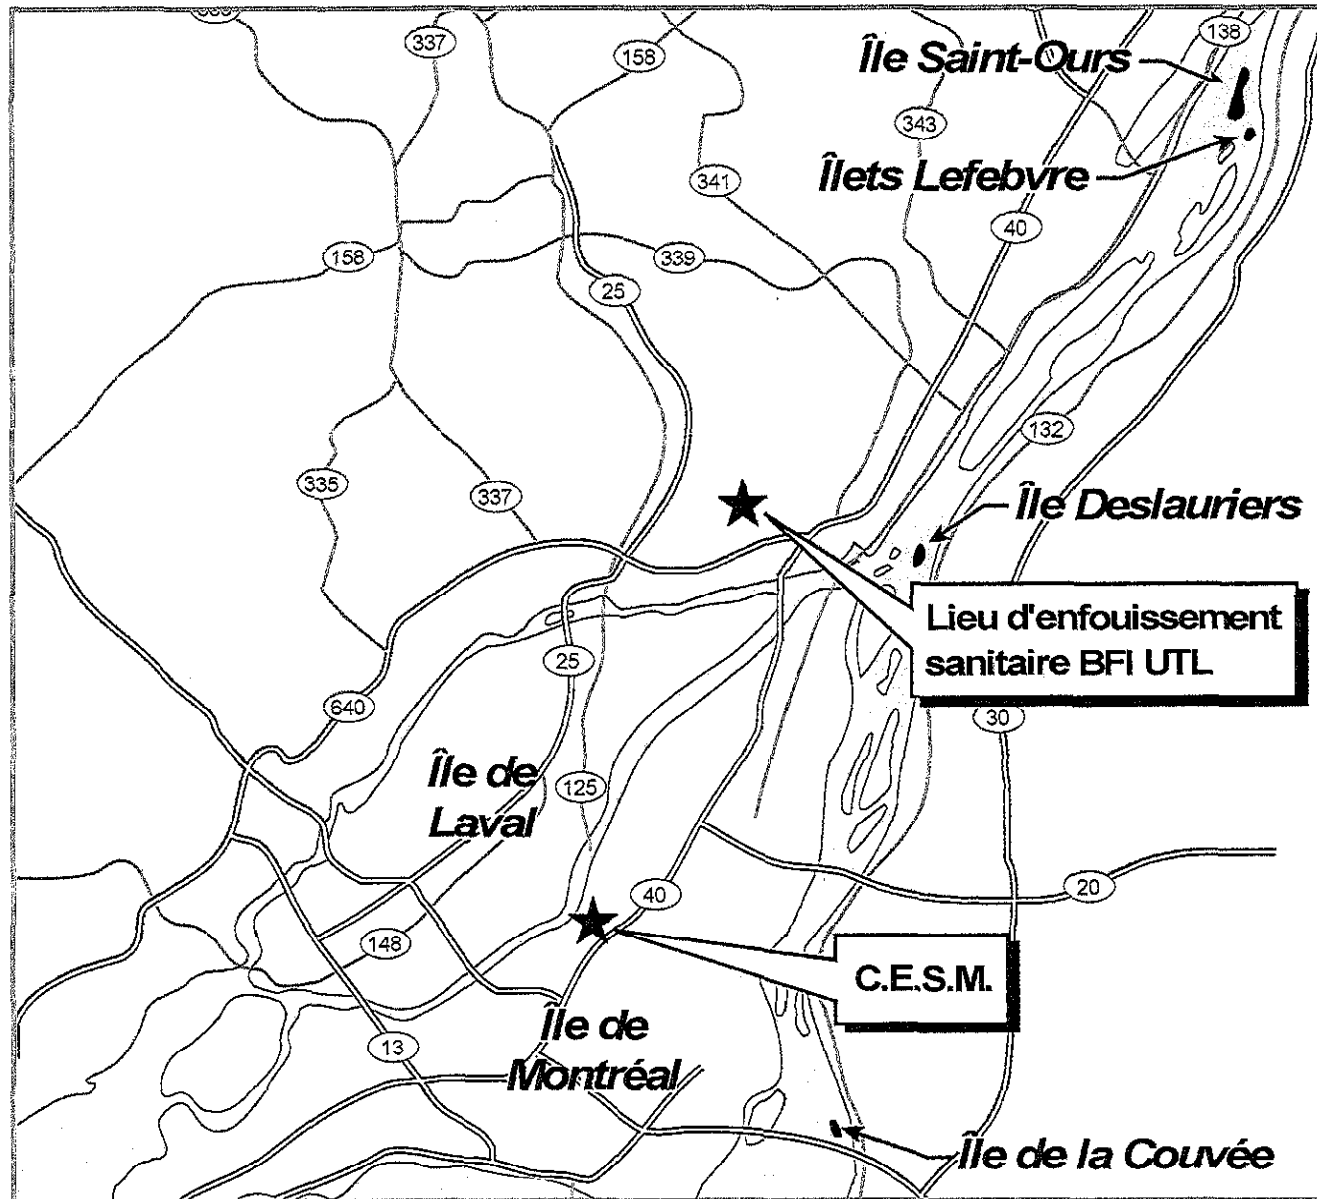 337
138
158
Île Saint-Ours
343
Îlets Lefebvre
341
40
158
339
25
132
335
337
Île Deslauriers
Lieu d'enfouissement
sanitaire BFI UTL
25
640
30
Île de
Laval
125
40
20
148
C.E.S.M.
Île de
Montréal
13
Île de la Couvée